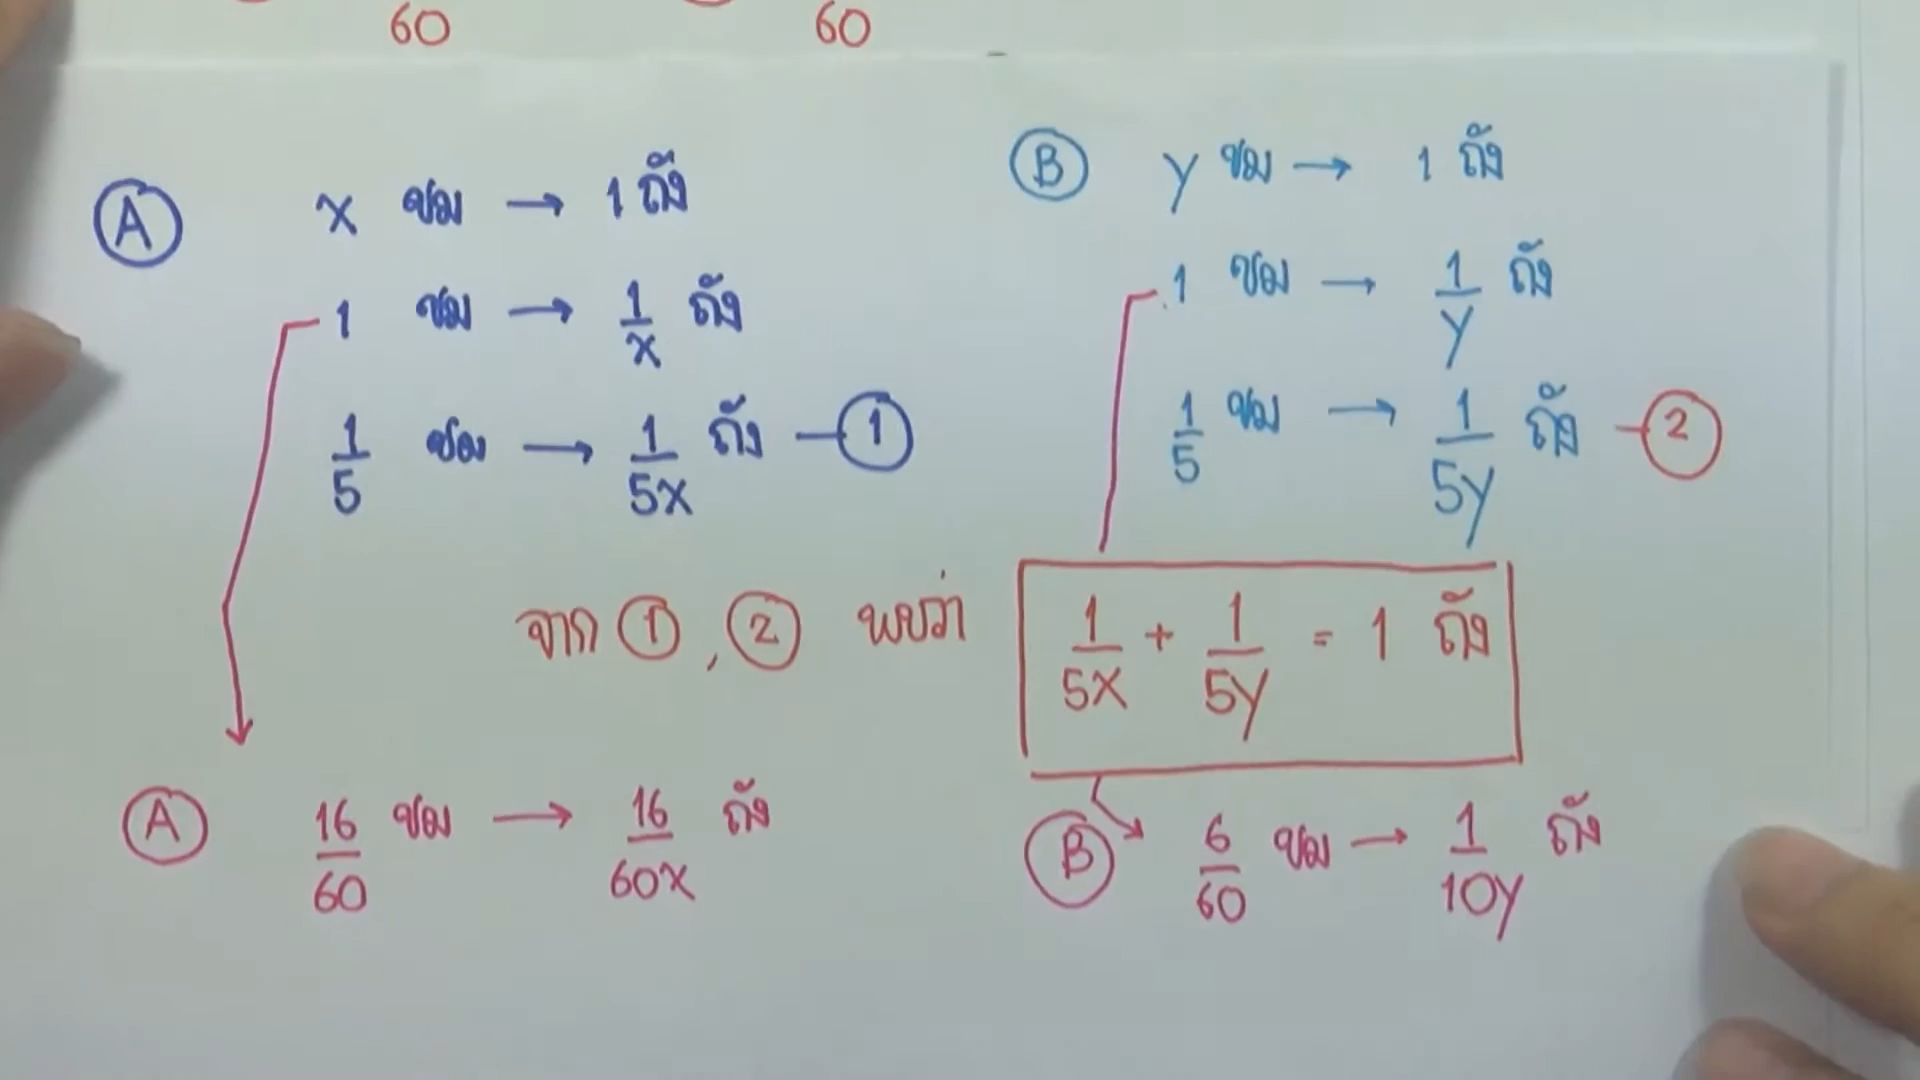 60 60
A x ชม → 1 ถัง
1 ชม → 1/x ถัง
1/5 ชม → 1/5x ถัง — 1
B y ชม → 1 ถัง
1 ชม → 1/y ถัง
1/5 ชม → 1/5y ถัง — 2
จาก 1 , 2 พบว่า 1/5x + 1/5y = 1 ถัง
A 16/60 ชม → 16/60x ถัง
B 6/60 ชม → 1/10y ถัง